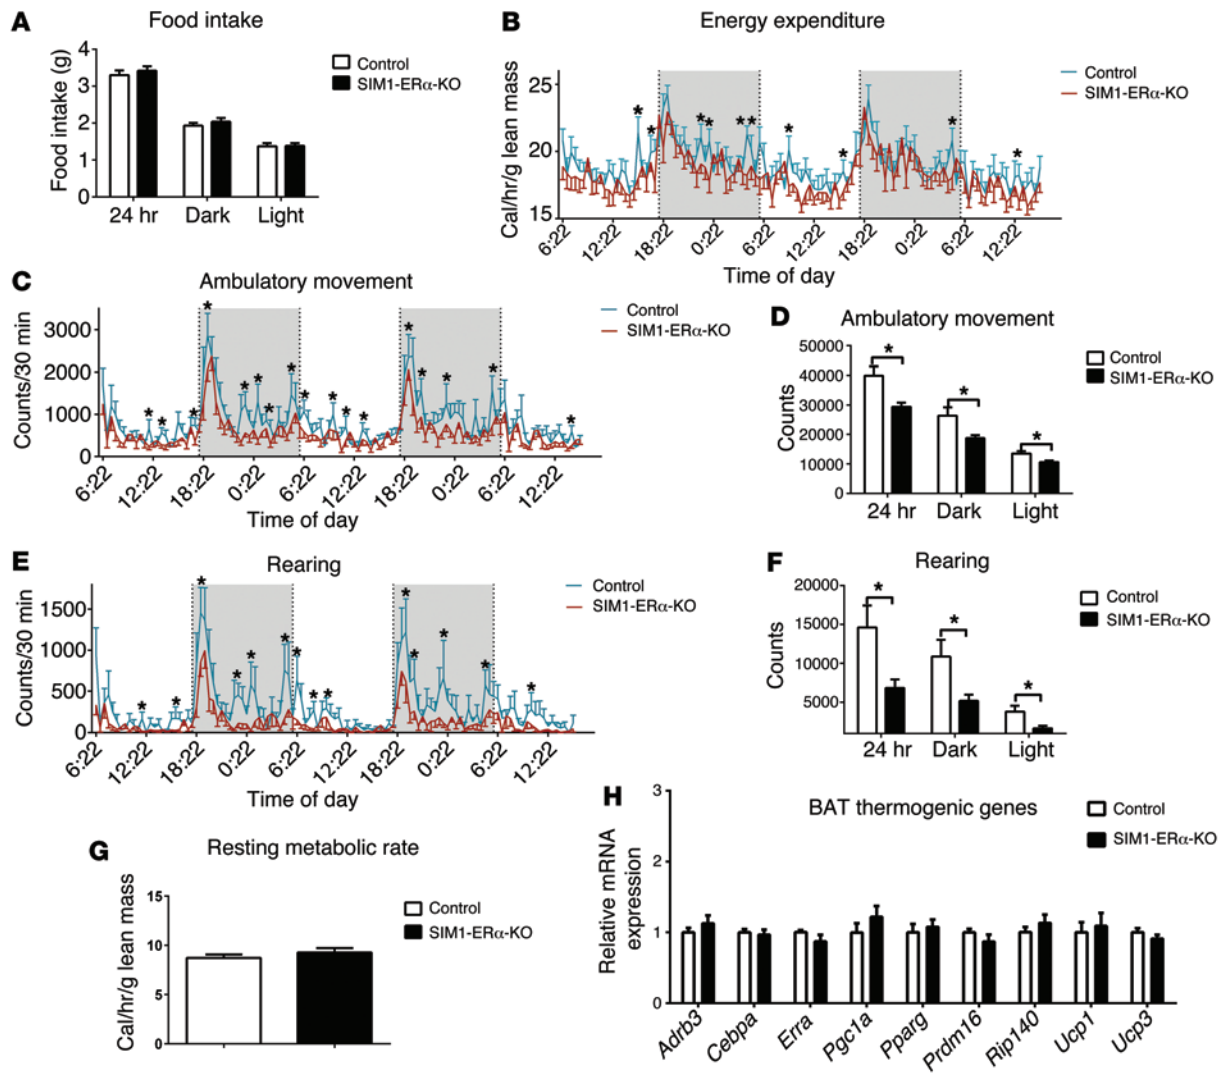 A
Food intake
Food intake (g)
4
3
2
1
0
24 hr Dark Light
Control
SIM1-ERα-KO
B
Energy expenditure
Cal/hr/g lean mass
25
20
15
* * * * * * * * * *
6:22 12:22 18:22 0:22 6:22 12:22 18:22 0:22 6:22 12:22
Time of day
Control
SIM1-ERα-KO
C
Ambulatory movement
Counts/30 min
3000
2000
1000
0
* * * * * * * * * * * * * * * * *
6:22 12:22 18:22 0:22 6:22 12:22 18:22 0:22 6:22 12:22
Time of day
Control
SIM1-ERα-KO
D
Ambulatory movement
Counts
50000
40000
30000
20000
10000
0
* * *
24 hr Dark Light
Control
SIM1-ERα-KO
E
Rearing
Counts/30 min
1500
1000
500
0
* * * * * * * * * * * * * *
6:22 12:22 18:22 0:22 6:22 12:22 18:22 0:22 6:22 12:22
Time of day
Control
SIM1-ERα-KO
F
Rearing
Counts
20000
15000
10000
5000
* * *
24 hr Dark Light
Control
SIM1-ERα-KO
G
Resting metabolic rate
Cal/hr/g lean mass
15
10
5
0
Control
SIM1-ERα-KO
H
BAT thermogenic genes
Relative mRNA
expression
3
2
1
0
Adrb3 Cebpa Erra Pgc1a Pparg Prdm16 Rip140 Ucp1 Ucp3
Control
SIM1-ERα-KO